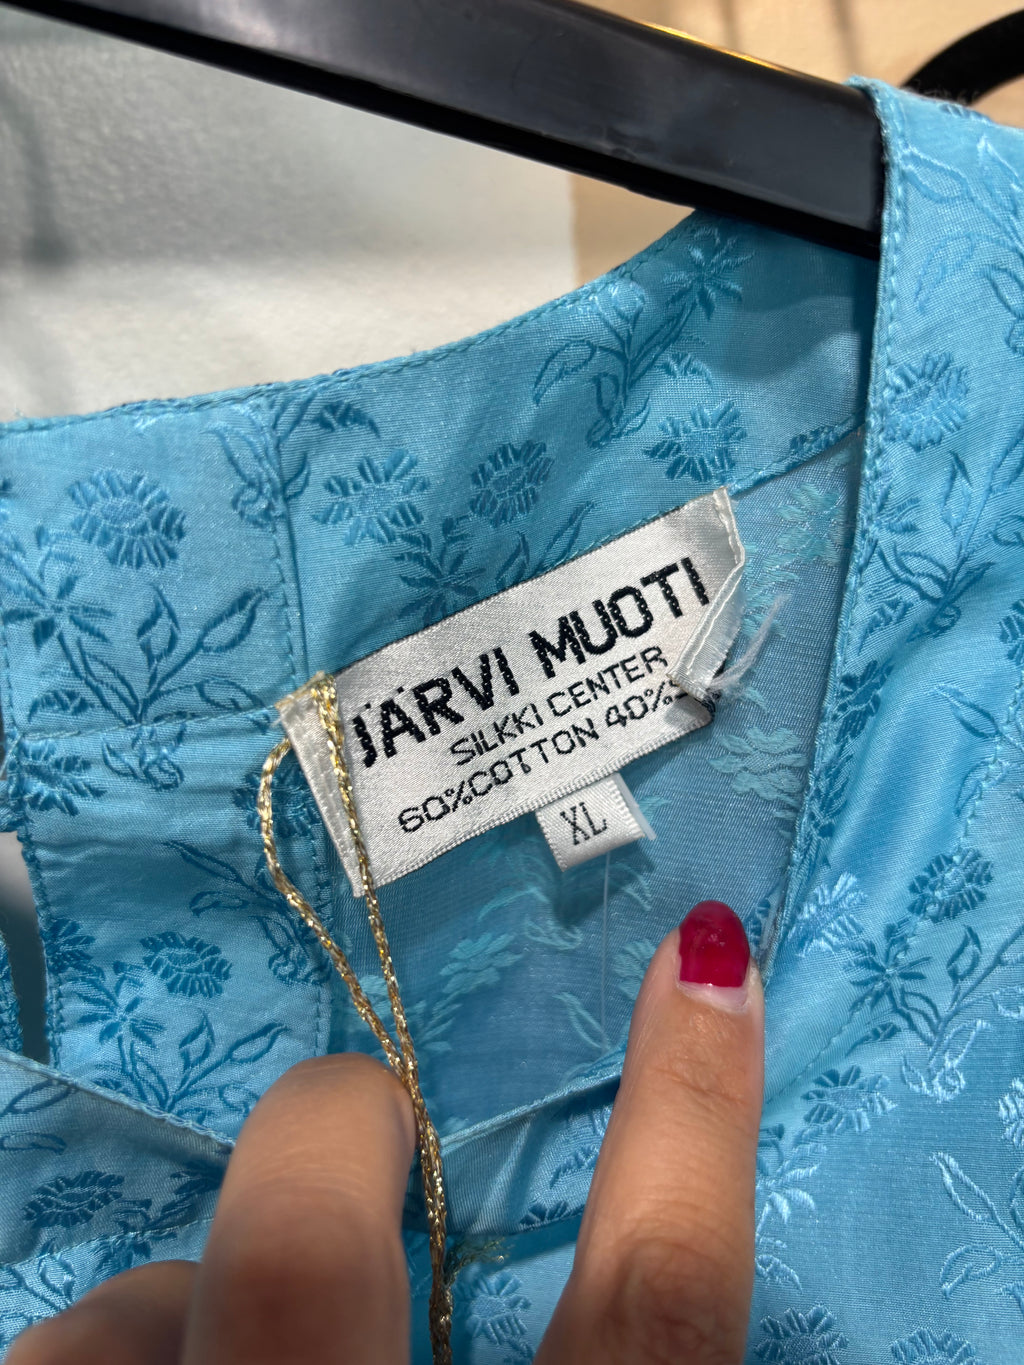 JÄRVI MUOTI
SILKKI CENTER
60%COTTON 40%
XL